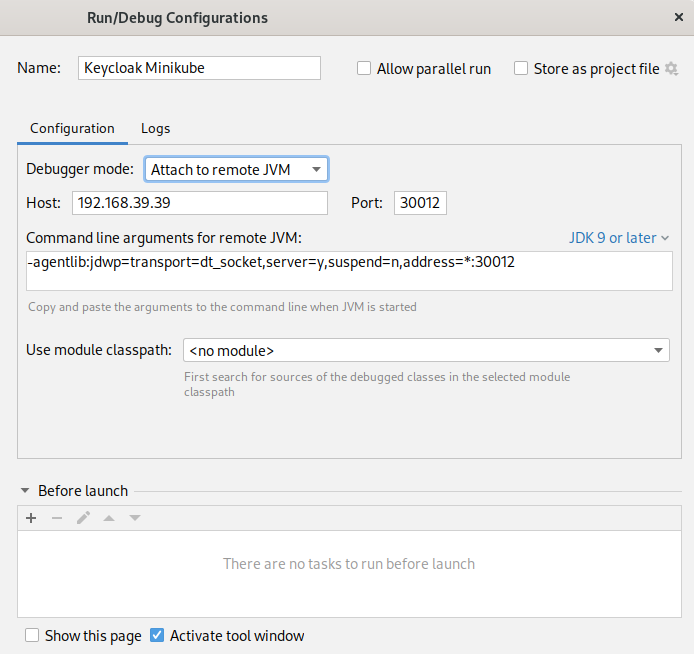 Run/Debug Configurations
Name: Keycloak Minikube Allow parallel run Store as project file
Configuration Logs
Debugger mode: Attach to remote JVM
Host: 192.168.39.39 Port: 30012
Command line arguments for remote JVM: JDK 9 or later
-agentlib:jdwp=transport=dt_socket,server=y,suspend=n,address=*:30012
Copy and paste the arguments to the command line when JVM is started
Use module classpath: <no module>
First search for sources of the debugged classes in the selected module
classpath
Before launch
There are no tasks to run before launch
Show this page Activate tool window